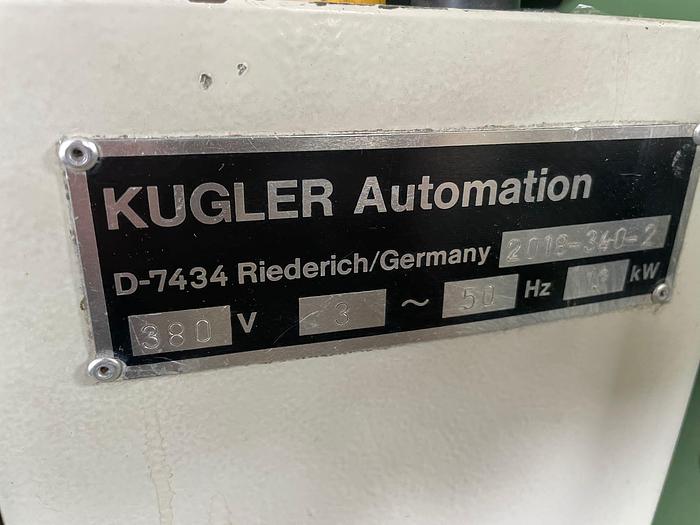 KUGLER Automation
D-7434 Riederich/Germany 2018-340-2
380 V 3 ~ 50 Hz kW